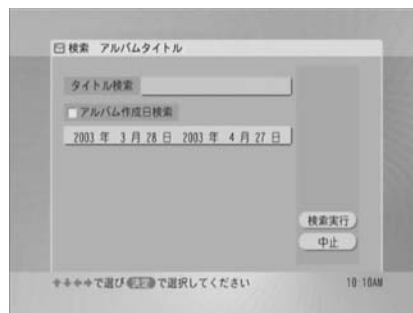 検索 アルバムタイトル
タイトル検索
アルバム作成日検索
2003 年 3 月 28 日 2003 年 4 月 27 日
検索実行
中止
で選び 決定 で選択してください
10:10AM